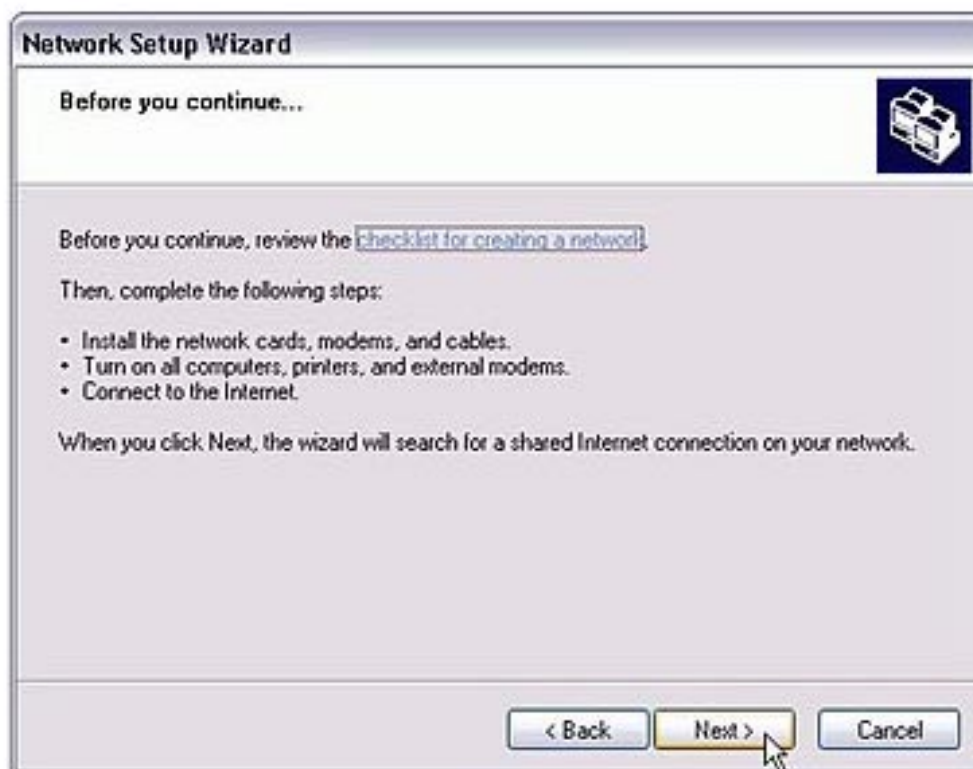 Network Setup Wizard
Before you continue...
Before you continue, review the checklist for creating a network.
Then, complete the following steps:
• Install the network cards, modems, and cables.
• Turn on all computers, printers, and external modems.
• Connect to the Internet.
When you click Next, the wizard will search for a shared Internet connection on your network.
< Back Next > Cancel